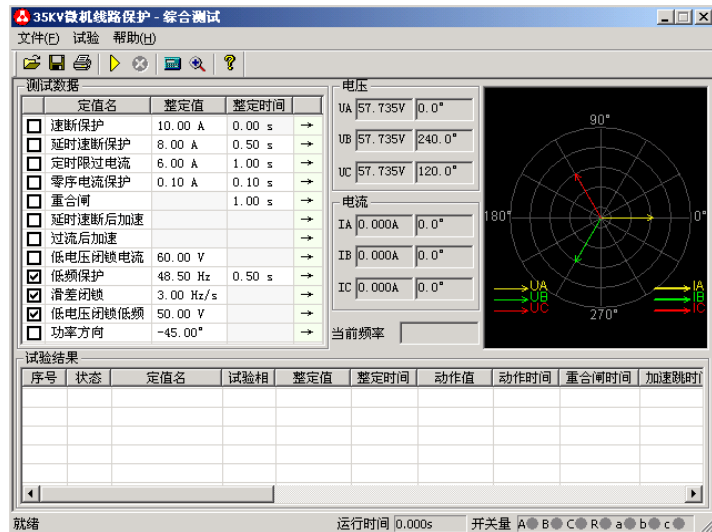 35KV微机线路保护 - 综合测试
文件(F) 试验 帮助(H)
测试数据
定值名 整定值 整定时间
速断保护 10.00 A 0.00 s →
延时速断保护 8.00 A 0.50 s →
定时限过电流 6.00 A 1.00 s →
零序电流保护 0.10 A 0.10 s →
重合闸 1.00 s →
延时速断后加速 →
过流后加速 →
低电压闭锁电流 60.00 V →
低频保护 48.50 Hz 0.50 s →
滑差闭锁 3.00 Hz/s →
低电压闭锁低频 50.00 V →
功率方向 -45.00° →
电压
UA 57.735V 0.0°
UB 57.735V 240.0°
UC 57.735V 120.0°
电流
IA 0.000A 0.0°
IB 0.000A 0.0°
IC 0.000A 0.0°
当前频率
90°
180° 0°
270°
UA IA
UB IB
UC IC
试验结果
序号 状态 定值名 试验相 整定值 整定时间 动作值 动作时间 重合闸时间 加速跳时
就绪 运行时间 0.000s 开关量 A B C R a b c